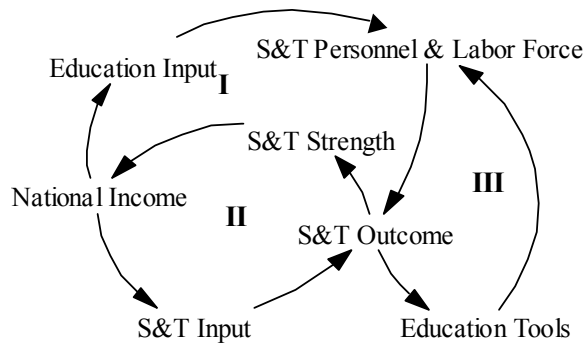 S&T Personnel & Labor Force
Education Input
I
S&T Strength
National Income
II
III
S&T Outcome
S&T Input
Education Tools